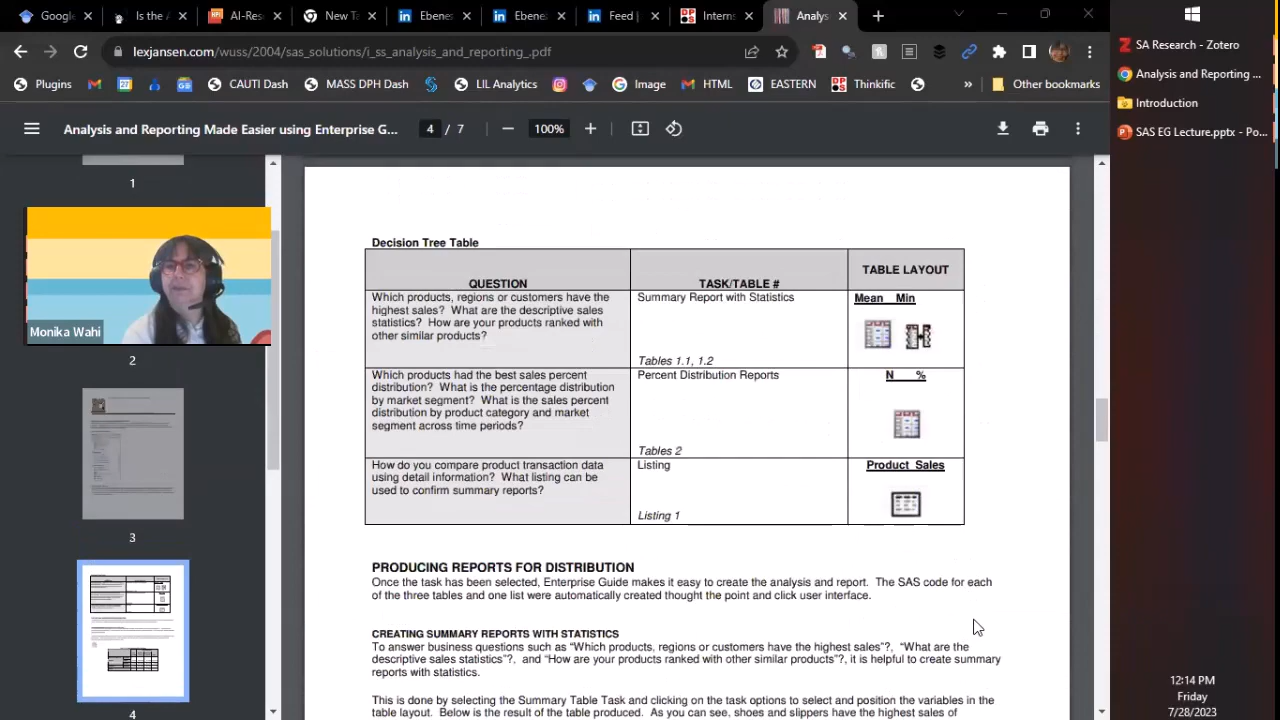 Google
Is the A
AI-Res
New Ta
Ebene
Ebene
Feed |
Interns
Analys
lexjansen.com/wuss/2004/sas_solutions/i_ss_analysis_and_reporting_.pdf
Plugins
CAUTI Dash
MASS DPH Dash
LIL Analytics
Image
HTML
EASTERN
Thinkific
»
Other bookmarks
Analysis and Reporting Made Easier using Enterprise G...
4 / 7
100%
1
Monika Wahi
2
3
4
Decision Tree Table
QUESTION
TASK/TABLE #
TABLE LAYOUT
Which products, regions or customers have the
highest sales? What are the descriptive sales
statistics? How are your products ranked with
other similar products?
Summary Report with Statistics
Tables 1.1, 1.2
Mean Min
Which products had the best sales percent
distribution? What is the percentage distribution
by market segment? What is the sales percent
distribution by product category and market
segment across time periods?
Percent Distribution Reports
Tables 2
N %
How do you compare product transaction data
using detail information? What listing can be
used to confirm summary reports?
Listing
Listing 1
Product Sales
PRODUCING REPORTS FOR DISTRIBUTION
Once the task has been selected, Enterprise Guide makes it easy to create the analysis and report. The SAS code for each
of the three tables and one list were automatically created thought the point and click user interface.
CREATING SUMMARY REPORTS WITH STATISTICS
To answer business questions such as “Which products, regions or customers have the highest sales”?, “What are the
descriptive sales statistics”?, and “How are your products ranked with other similar products”?, it is helpful to create summary
reports with statistics.
This is done by selecting the Summary Table Task and clicking on the task options to select and position the variables in the
table layout. Below is the result of the table produced. As you can see, shoes and slippers have the highest sales of
SA Research - Zotero
Analysis and Reporting ...
Introduction
SAS EG Lecture.pptx - Po...
12:14 PM
Friday
7/28/2023